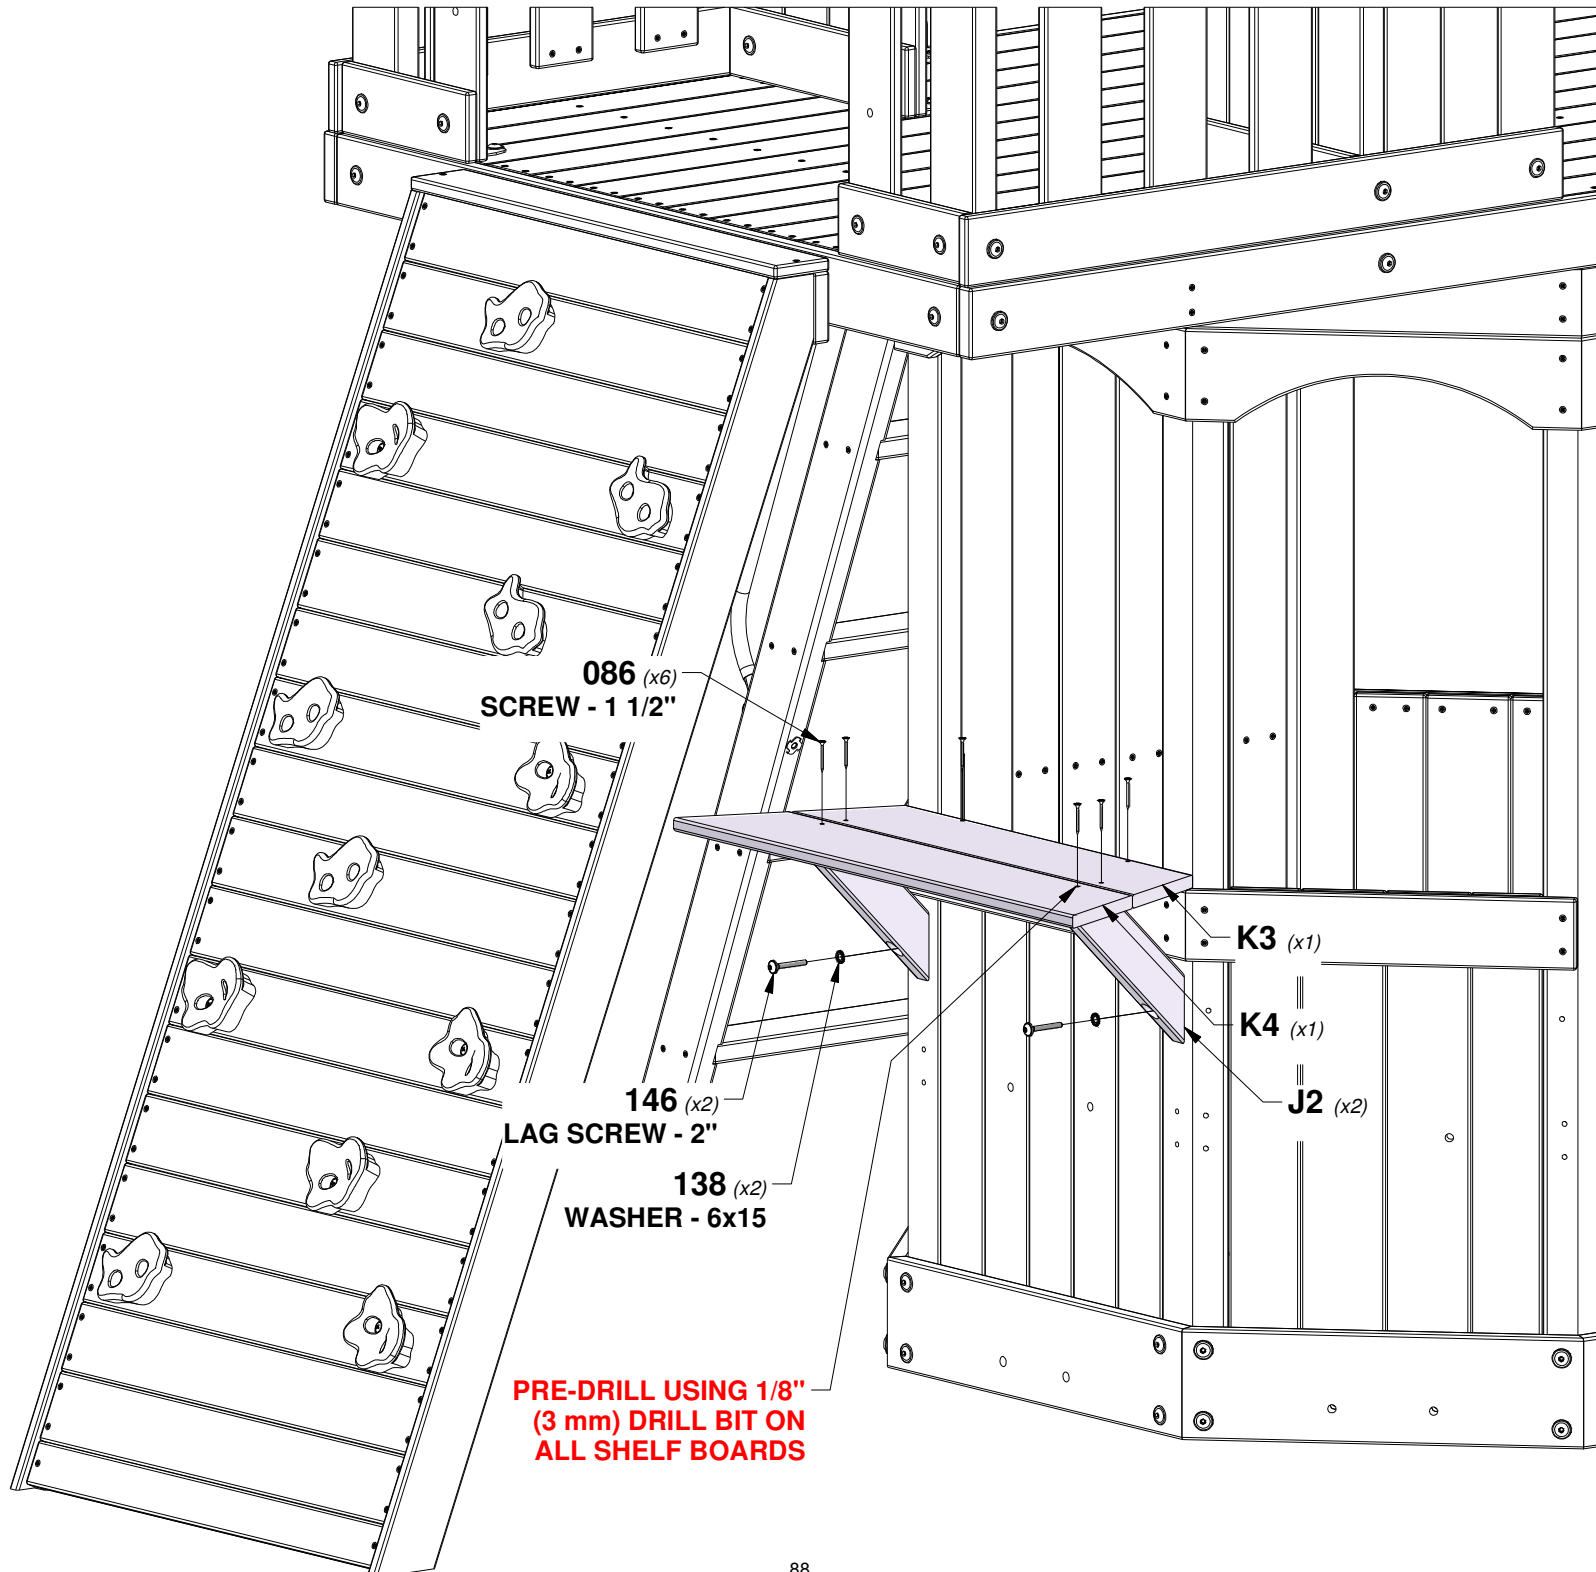 086 (x6)
SCREW - 1 1/2"
K3 (x1)
K4 (x1)
J2 (x2)
146 (x2)
LAG SCREW - 2"
138 (x2)
WASHER - 6x15
PRE-DRILL USING 1/8"
(3 mm) DRILL BIT ON
ALL SHELF BOARDS
88